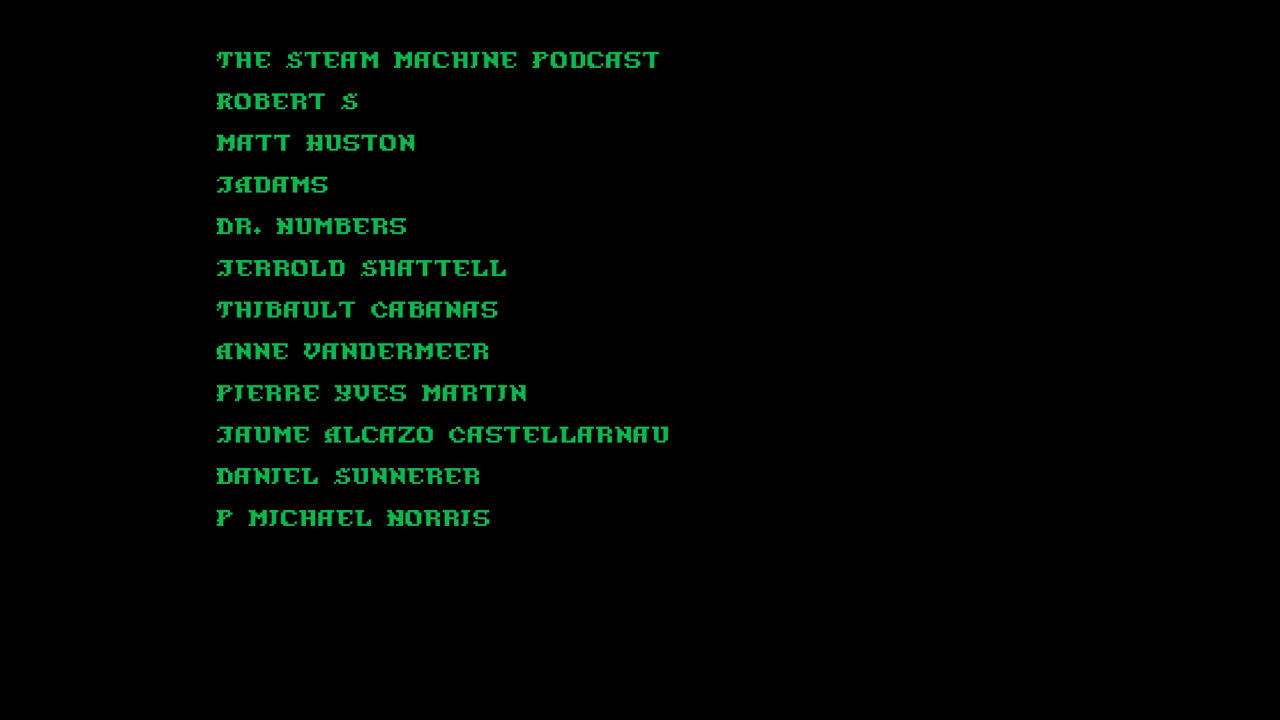 THE STEAM MACHINE PODCAST
ROBERT S
MATT HUSTON
JADAMS
DR. NUMBERS
JERROLD SHATTELL
THIBAULT CABANAS
ANNE VANDERMEER
PIERRE YVES MARTIN
JAUME ALCAZO CASTELLARNAU
DANIEL SUNNERER
P MICHAEL NORRIS